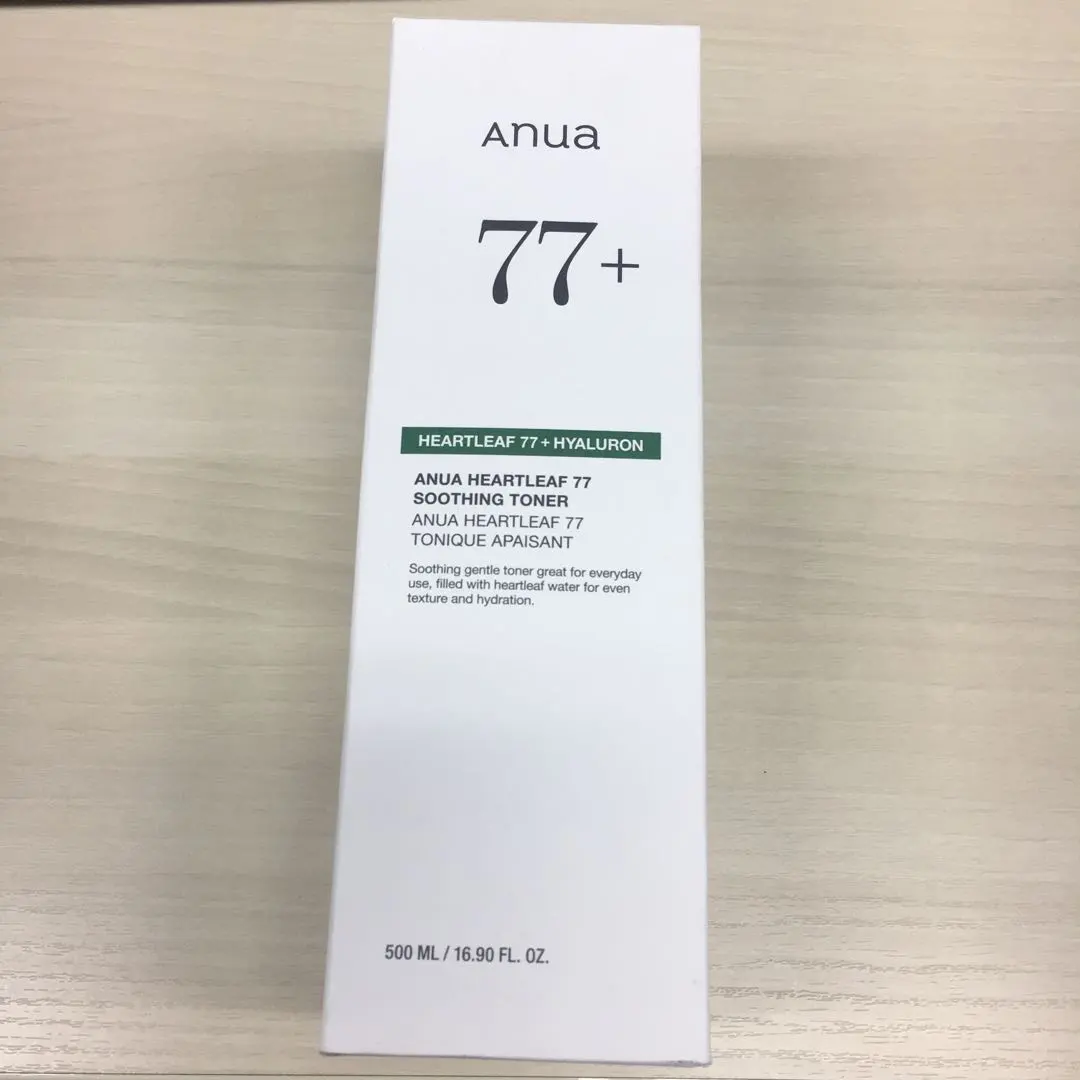 Anua
77+
HEARTLEAF 77+HYALURON
ANUA HEARTLEAF 77
SOOTHING TONER
ANUA HEARTLEAF 77
TONIQUE APAISANT
Soothing gentle toner great for everyday
use, filled with heartleaf water for even
texture and hydration.
500 ML / 16.90 FL. OZ.